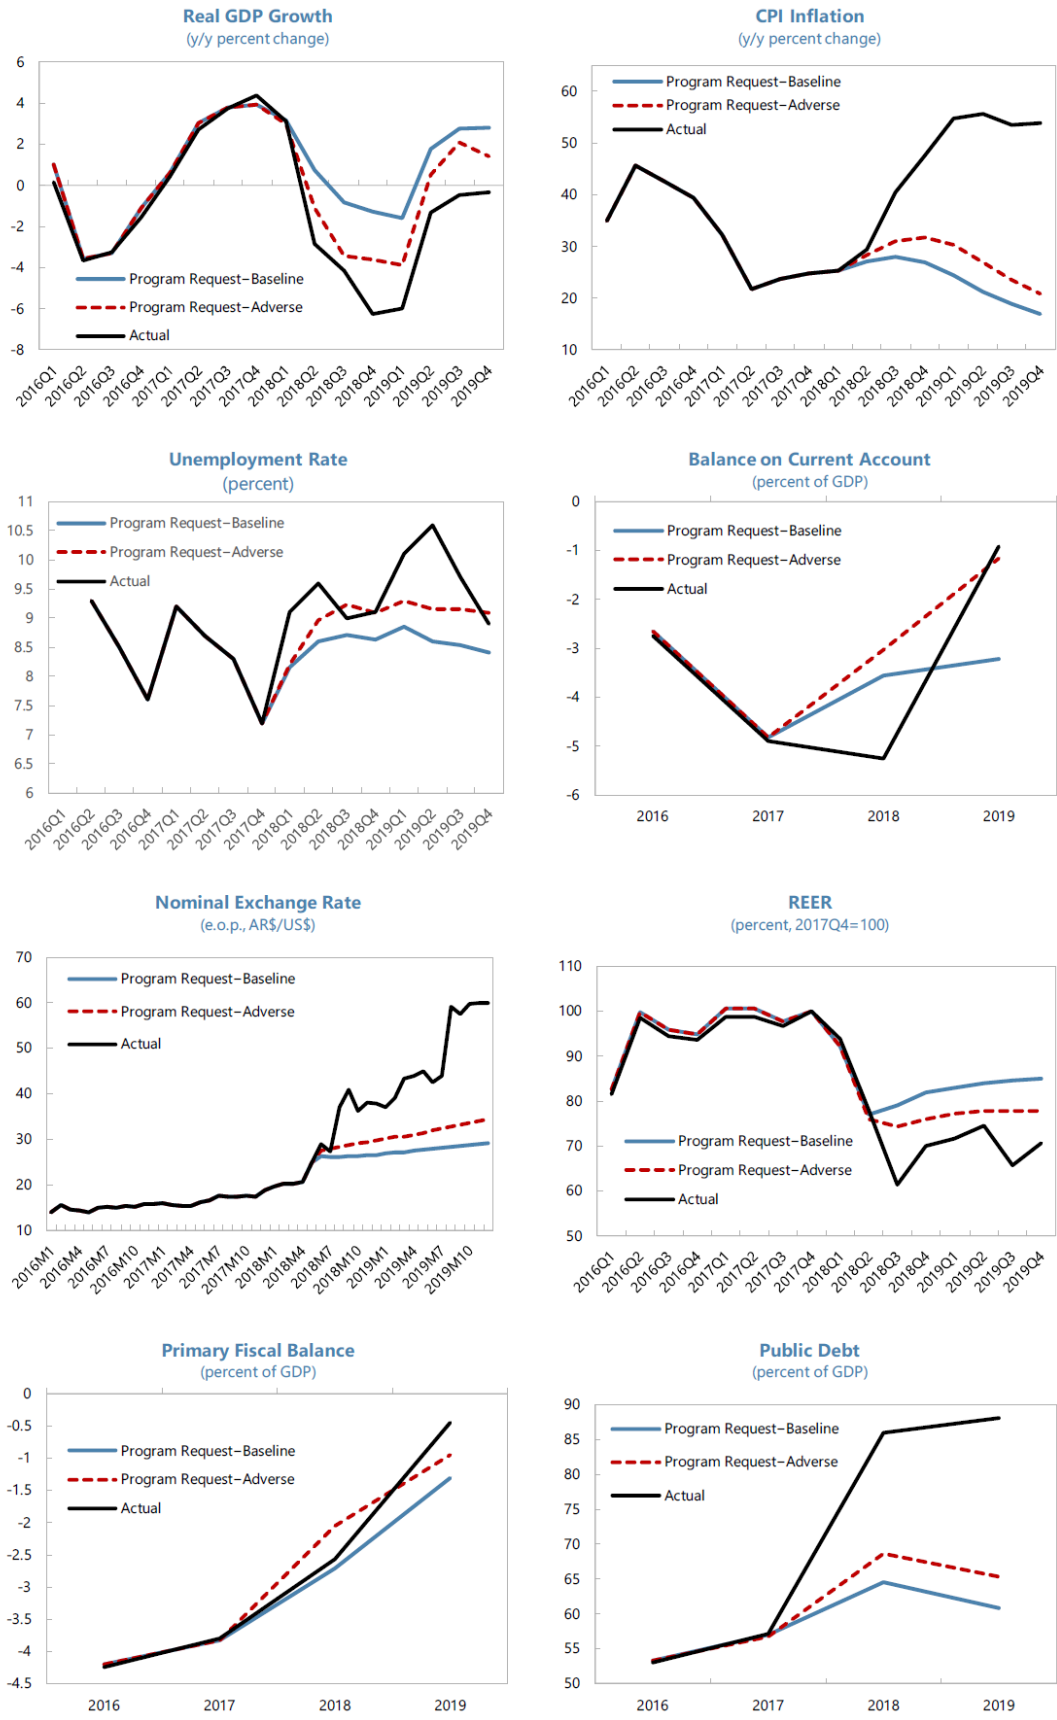 Real GDP Growth
(y/y percent change)
6
4
2
0
-2
-4
-6
-8
Program Request–Baseline
Program Request–Adverse
Actual
2016Q1
2016Q2
2016Q3
2016Q4
2017Q1
2017Q2
2017Q3
2017Q4
2018Q1
2018Q2
2018Q3
2018Q4
2019Q1
2019Q2
2019Q3
2019Q4
CPI Inflation
(y/y percent change)
60
50
40
30
20
10
Program Request–Baseline
Program Request–Adverse
Actual
2016Q1
2016Q2
2016Q3
2016Q4
2017Q1
2017Q2
2017Q3
2017Q4
2018Q1
2018Q2
2018Q3
2018Q4
2019Q1
2019Q2
2019Q3
2019Q4
Unemployment Rate
(percent)
11
10.5
10
9.5
9
8.5
8
7.5
7
6.5
6
Program Request–Baseline
Program Request–Adverse
Actual
2016Q1
2016Q2
2016Q3
2016Q4
2017Q1
2017Q2
2017Q3
2017Q4
2018Q1
2018Q2
2018Q3
2018Q4
2019Q1
2019Q2
2019Q3
2019Q4
Balance on Current Account
(percent of GDP)
0
-1
-2
-3
-4
-5
-6
Program Request–Baseline
Program Request–Adverse
Actual
2016
2017
2018
2019
Nominal Exchange Rate
(e.o.p., AR$/US$)
70
60
50
40
30
20
10
Program Request–Baseline
Program Request–Adverse
Actual
2016M1
2016M4
2016M7
2016M10
2017M1
2017M4
2017M7
2017M10
2018M1
2018M4
2018M7
2018M10
2019M1
2019M4
2019M7
2019M10
REER
(percent, 2017Q4=100)
110
100
90
80
70
60
50
Program Request–Baseline
Program Request–Adverse
Actual
2016Q1
2016Q2
2016Q3
2016Q4
2017Q1
2017Q2
2017Q3
2017Q4
2018Q1
2018Q2
2018Q3
2018Q4
2019Q1
2019Q2
2019Q3
2019Q4
Primary Fiscal Balance
(percent of GDP)
0
-0.5
-1
-1.5
-2
-2.5
-3
-3.5
-4
-4.5
Program Request–Baseline
Program Request–Adverse
Actual
2016
2017
2018
2019
Public Debt
(percent of GDP)
90
85
80
75
70
65
60
55
50
Program Request–Baseline
Program Request–Adverse
Actual
2016
2017
2018
2019